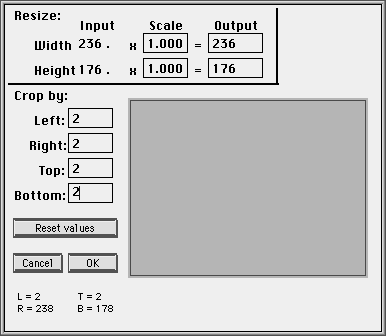 Resize:
Input Scale Output
Width 236 . x 1.000 = 236
Height 176 . x 1.000 = 176
Crop by:
Left: 2
Right: 2
Top: 2
Bottom: 2
Reset values
Cancel OK
L = 2 T = 2
R = 238 B = 178